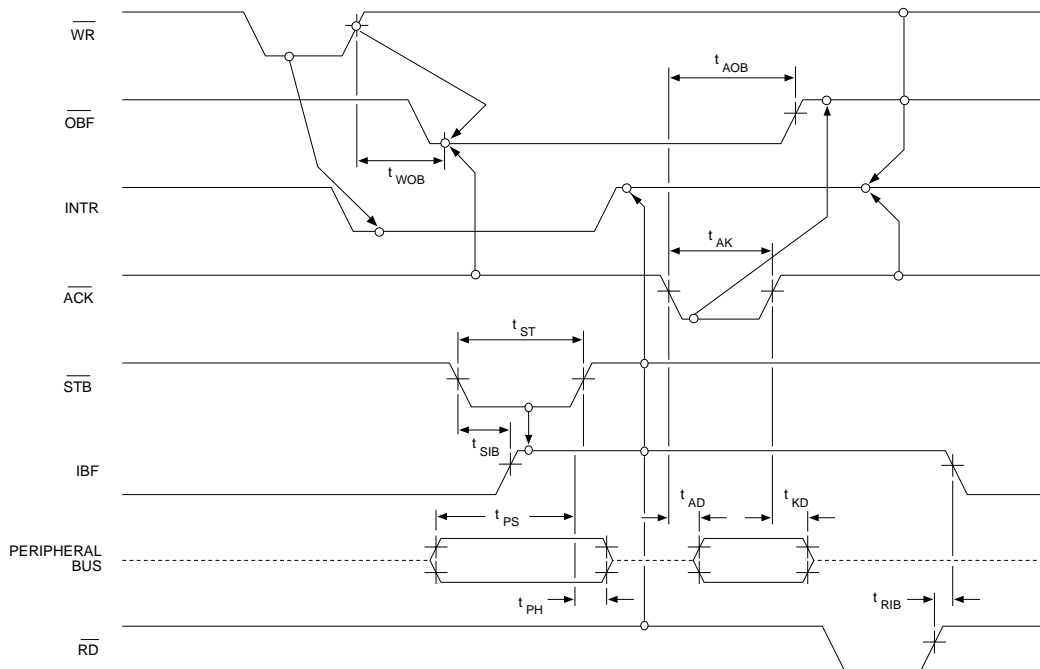 WR
t AOB
OBF
t WOB
INTR
t AK
ACK
t ST
STB
t SIB
IBF
t AD
t KD
t PS
PERIPHERAL
BUS
t PH
t RIB
RD